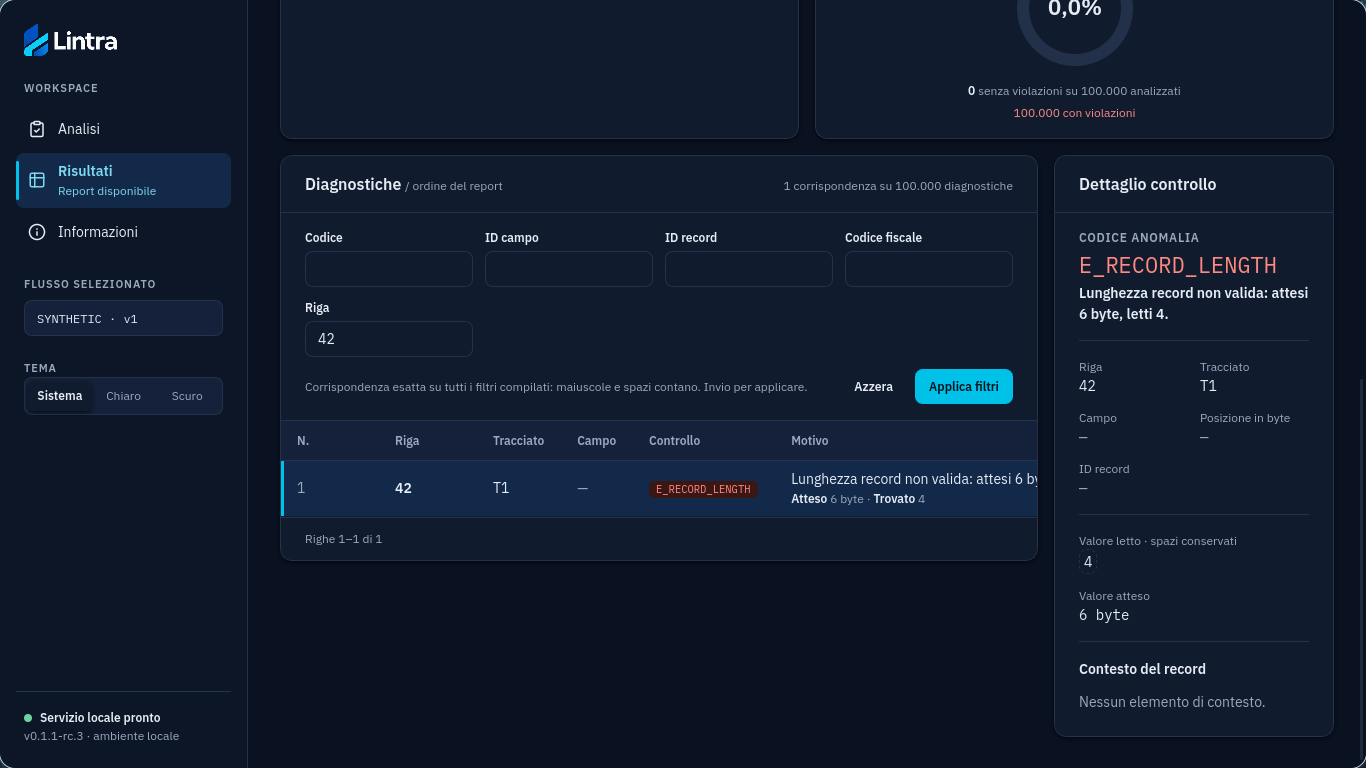 Lintra
WORKSPACE
Analisi
Risultati
Report disponibile
Informazioni
FLUSSO SELEZIONATO
SYNTHETIC · v1
TEMA
Sistema Chiaro Scuro
Servizio locale pronto
v0.1.1-rc.3 · ambiente locale
0,0%
0 senza violazioni su 100.000 analizzati
100.000 con violazioni
Diagnostiche / ordine del report
1 corrispondenza su 100.000 diagnostiche
Codice ID campo ID record Codice fiscale
Riga
42
Corrispondenza esatta su tutti i filtri compilati: maiuscole e spazi contano. Invio per applicare.
Azzera Applica filtri
N. Riga Tracciato Campo Controllo Motivo
1 42 T1 — E_RECORD_LENGTH Lunghezza record non valida: attesi 6 by
Atteso 6 byte · Trovato 4
Righe 1–1 di 1
Dettaglio controllo
CODICE ANOMALIA
E_RECORD_LENGTH
Lunghezza record non valida: attesi
6 byte, letti 4.
Riga Tracciato
42 T1
Campo Posizione in byte
— —
ID record
—
Valore letto · spazi conservati
4
Valore atteso
6 byte
Contesto del record
Nessun elemento di contesto.